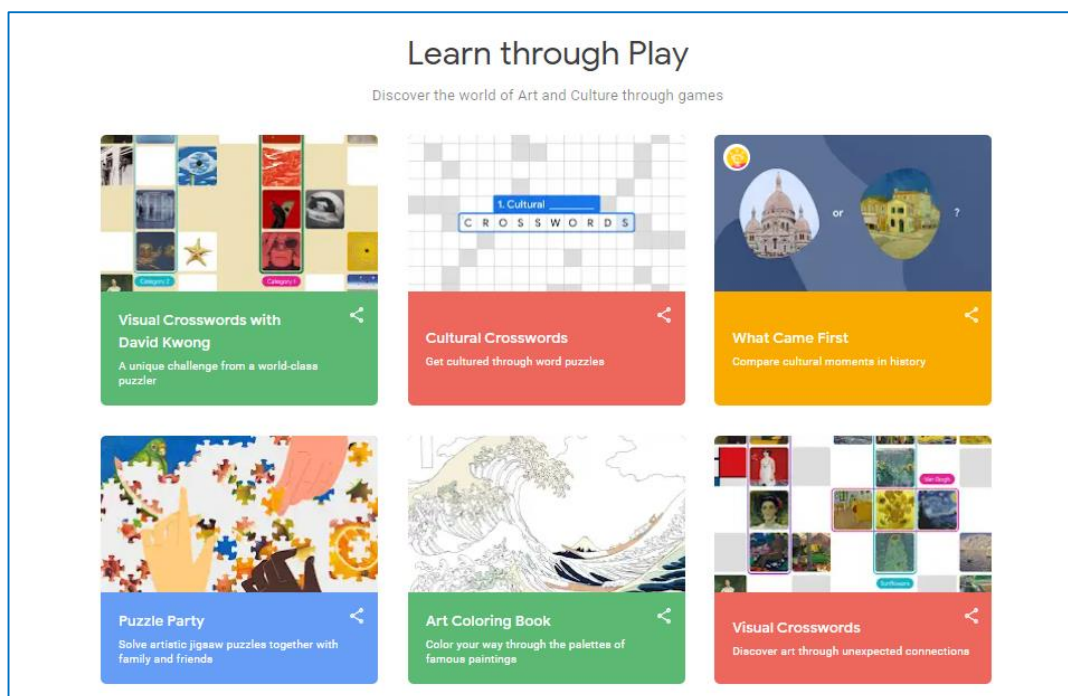 Learn through Play
Discover the world of Art and Culture through games
Category 2
Category 1
Visual Crosswords with
David Kwong
A unique challenge from a world-class
puzzler
1. Cultural ________
CROSSWORDS
Cultural Crosswords
Get cultured through word puzzles
or
?
What Came First
Compare cultural moments in history
Puzzle Party
Solve artistic jigsaw puzzles together with
family and friends
Art Coloring Book
Color your way through the palettes of
famous paintings
Van Gogh
Sunflowers
Visual Crosswords
Discover art through unexpected connections